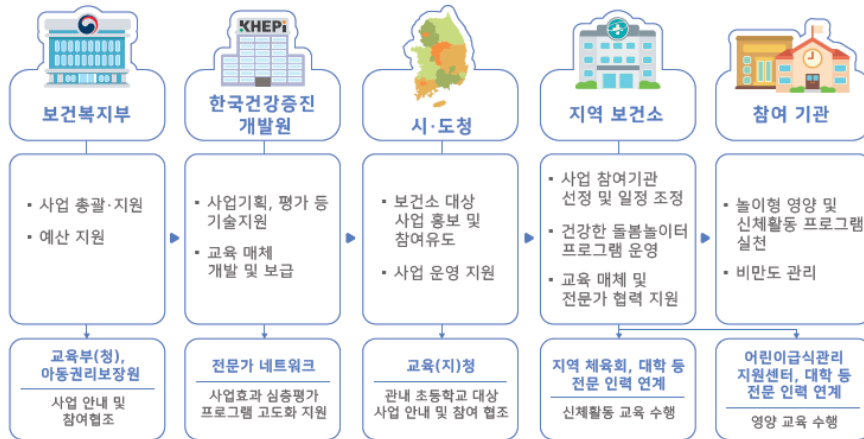 KHEPI
보건복지부
한국건강증진
개발원
시·도청
지역 보건소
참여 기관
▪ 사업 총괄·지원
▪ 예산 지원
▪ 사업기획, 평가 등
기술지원
▪ 교육 매체
개발 및 보급
▪ 보건소 대상
사업 홍보 및
참여유도
▪ 사업 운영 지원
▪ 사업 참여기관
선정 및 일정 조정
▪ 건강한 돌봄놀이터
프로그램 운영
▪ 교육 매체 및
전문가 협력 지원
▪ 놀이형 영양 및
신체활동 프로그램
실천
▪ 비만도 관리
교육부(청),
아동권리보장원
사업 안내 및
참여협조
전문가 네트워크
사업효과 심층평가
프로그램 고도화 지원
교육(지)청
관내 초등학교 대상
사업 안내 및 참여 협조
지역 체육회, 대학 등
전문 인력 연계
신체활동 교육 수행
어린이급식관리
지원센터, 대학 등
전문 인력 연계
영양 교육 수행